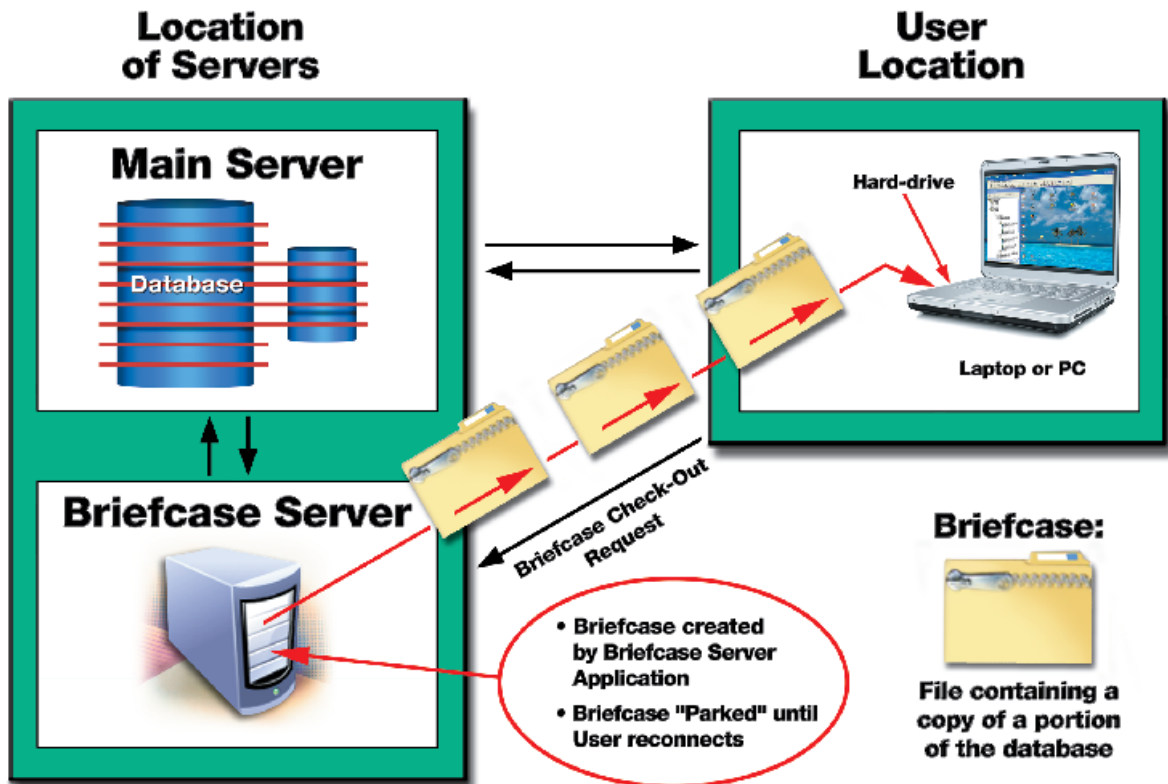 Location
of Servers
User
Location
Main Server
Database
Hard-drive
Laptop or PC
Briefcase Server
Briefcase Check-Out
Request
• Briefcase created
by Briefcase Server
Application
• Briefcase "Parked" until
User reconnects
Briefcase:
File containing a
copy of a portion
of the database